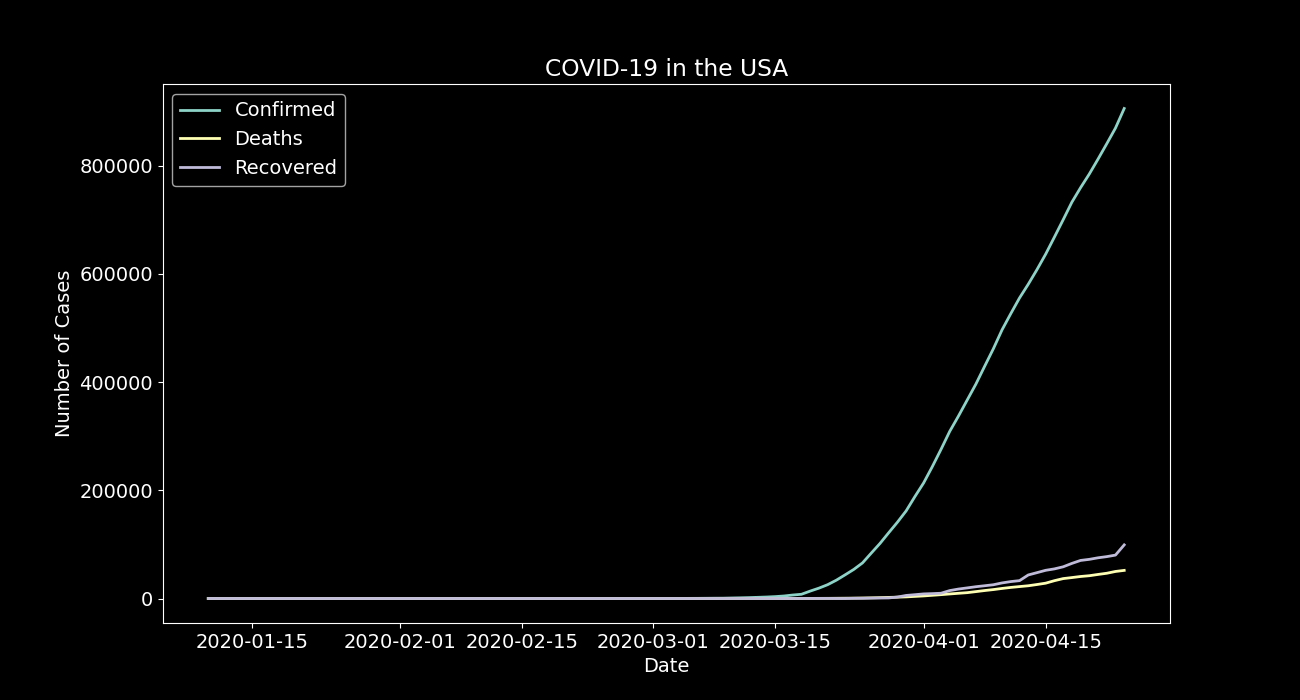 COVID-19 in the USA
Confirmed
Deaths
Recovered
Number of Cases
800000
600000
400000
200000
0
2020-01-15 2020-02-01 2020-02-15 2020-03-01 2020-03-15 2020-04-01 2020-04-15
Date